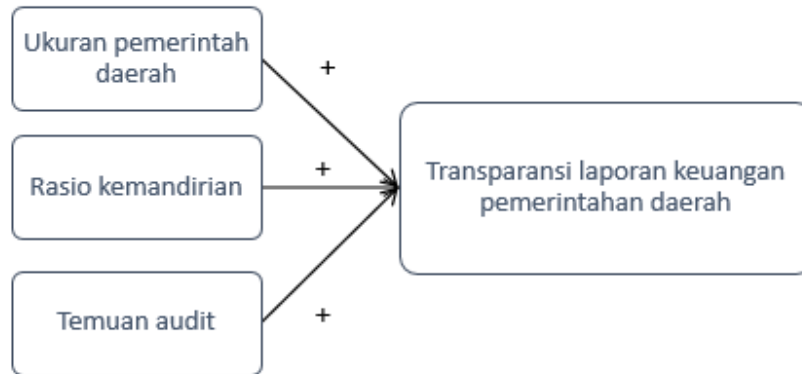 Ukuran pemerintah
daerah
+
Rasio kemandirian
+
Transparansi laporan keuangan
pemerintahan daerah
Temuan audit
+